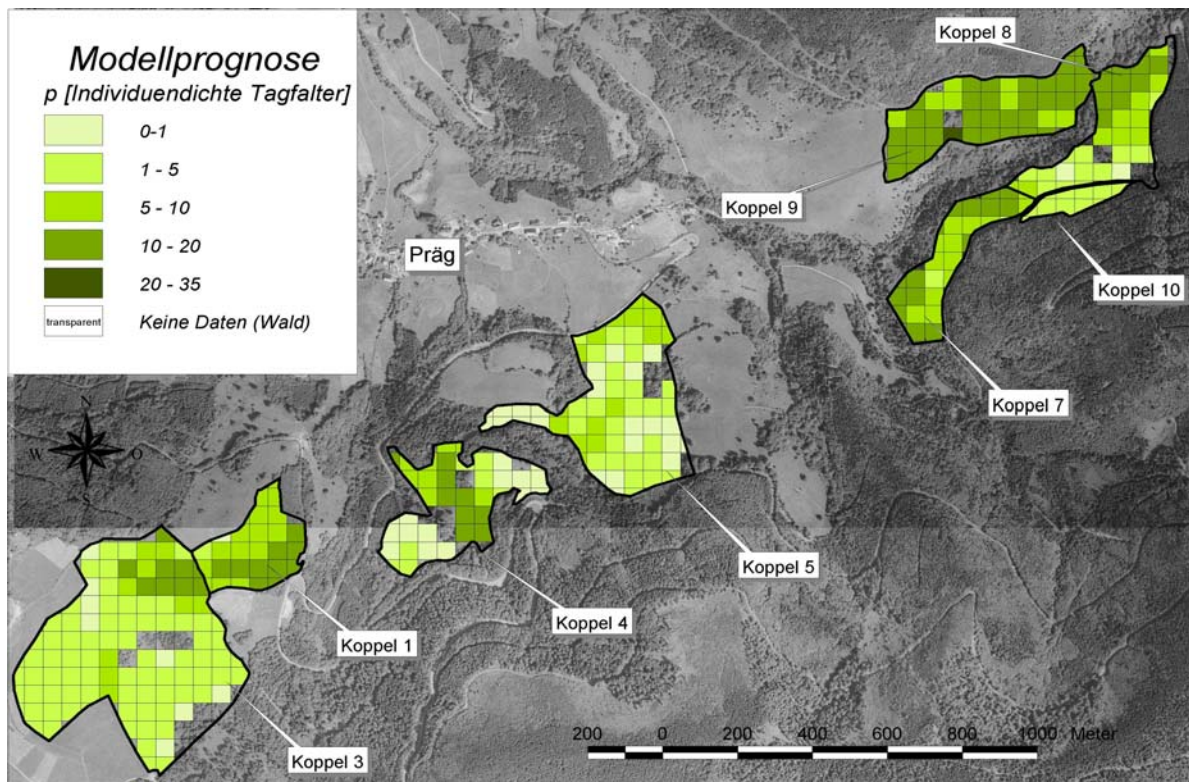 Modellprognose
p [Individuendichte Tagfalter]
0-1
1 - 5
5 - 10
10 - 20
20 - 35
transparent Keine Daten (Wald)
Koppel 8
Koppel 9
Präg
Koppel 10
Koppel 7
N
W O
S
Koppel 5
Koppel 4
Koppel 1
Koppel 3
200 0 200 400 600 800 1000 Meter